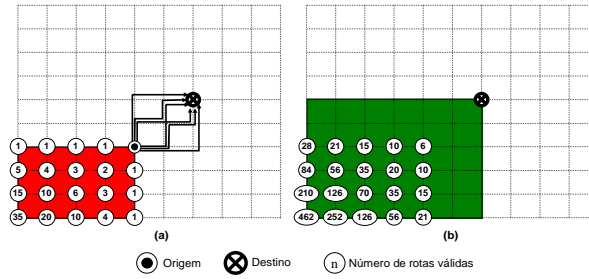 1 1 1 1
5 4 3 2 1
15 10 6 3 1
35 20 10 4 1
(a)
28 21 15 10 6
84 56 35 20 10
210 126 70 35 15
462 252 126 56 21
(b)
Origem Destino n Número de rotas válidas